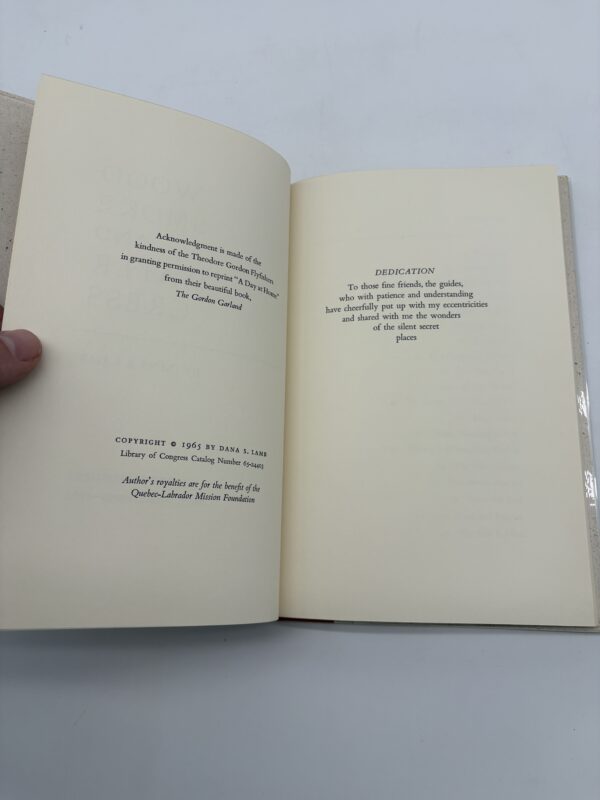 Acknowledgment is made of the
kindness of the Theodore Gordon Flyfishers
in granting permission to reprint "A Day at Home"
from their beautiful book,
The Gordon Garland
COPYRIGHT © 1965 BY DANA S. LAMB
Library of Congress Catalog Number 65-24403
Author's royalties are for the benefit of the
Quebec-Labrador Mission Foundation
DEDICATION
To those fine friends, the guides,
who with patience and understanding
have cheerfully put up with my eccentricities
and shared with me the wonders
of the silent secret
places